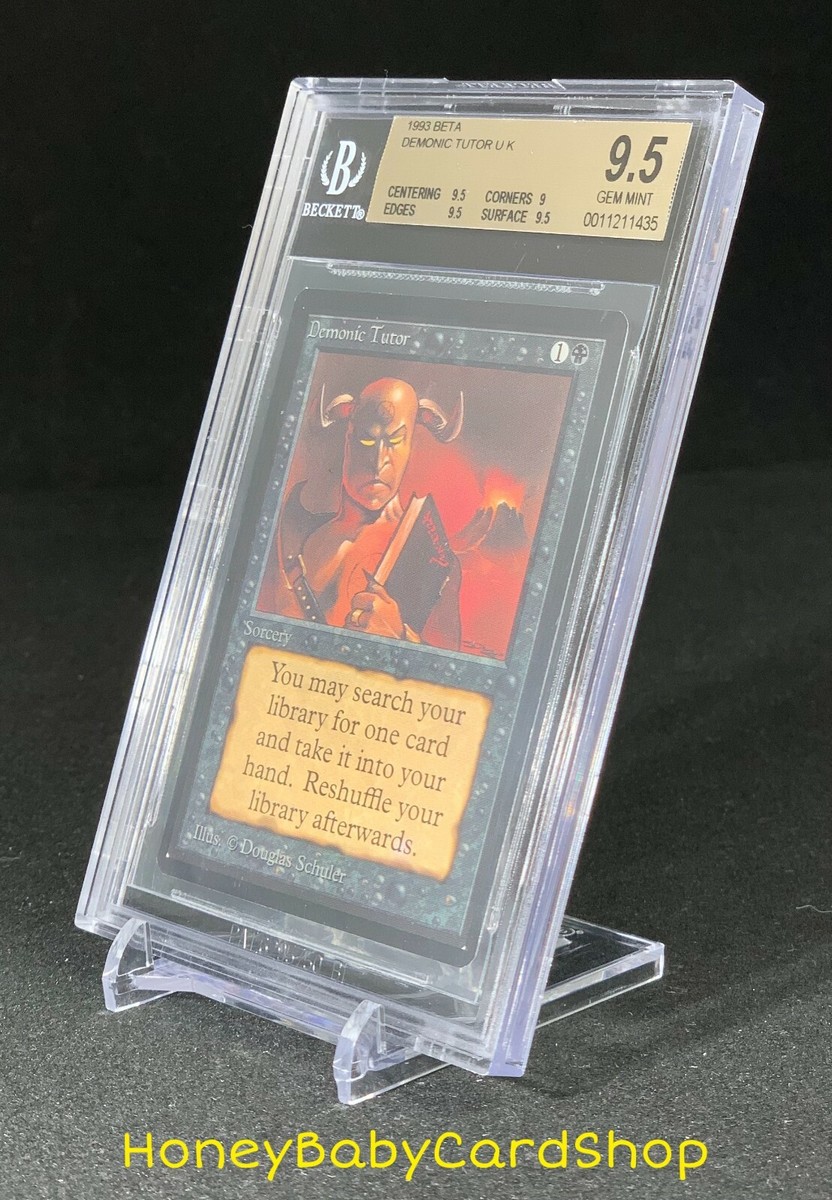 1993 BETA
DEMONIC TUTOR U K
9.5
CENTERING 9.5 CORNERS 9
EDGES 9.5 SURFACE 9.5
GEM MINT
0011211435
B
BECKETT®
Demonic Tutor
1
Sorcery
You may search your
library for one card
and take it into your
hand. Reshuffle your
library afterwards.
Illus. © Douglas Schuler
HoneyBabyCardShop